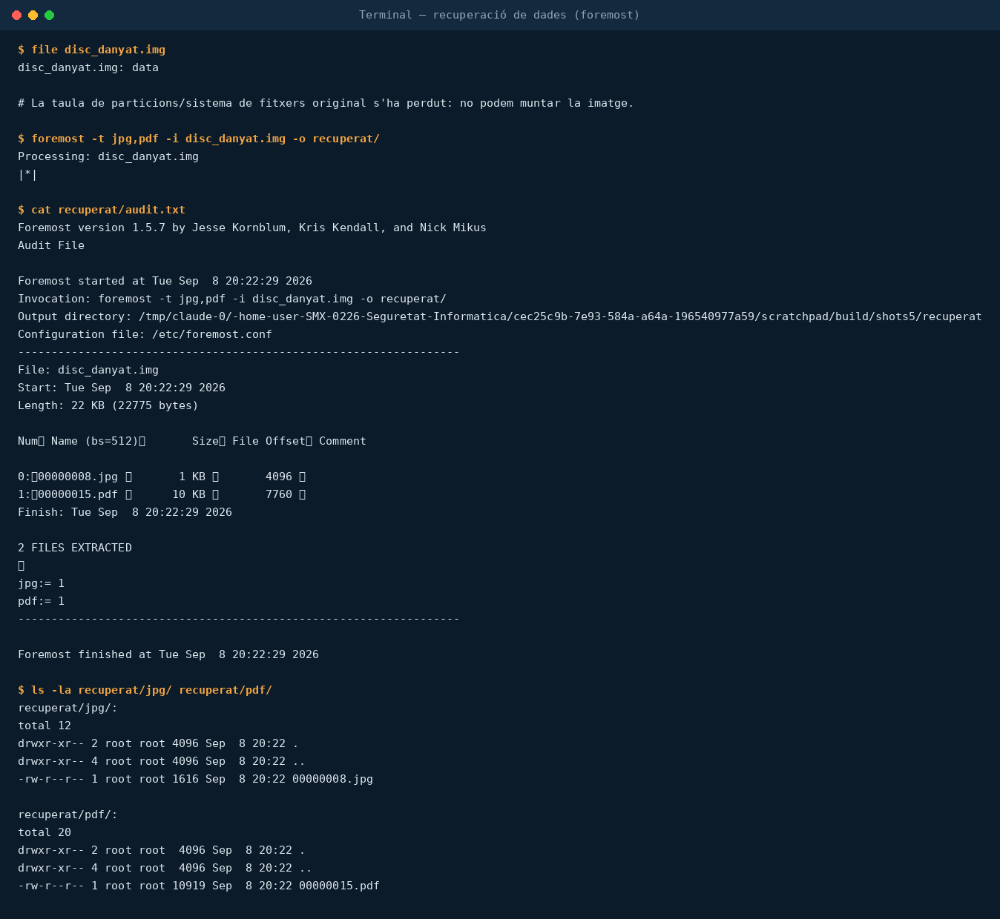 Terminal — recuperació de dades (foremost)
$ file disc_danyat.img
disc_danyat.img: data
# La taula de particions/sistema de fitxers original s'ha perdut: no podem muntar la imatge.
$ foremost -t jpg,pdf -i disc_danyat.img -o recuperat/
Processing: disc_danyat.img
|*|
$ cat recuperat/audit.txt
Foremost version 1.5.7 by Jesse Kornblum, Kris Kendall, and Nick Mikus
Audit File
Foremost started at Tue Sep  8 20:22:29 2026
Invocation: foremost -t jpg,pdf -i disc_danyat.img -o recuperat/
Output directory: /tmp/claude-0/-home-user-SMX-0226-Seguretat-Informatica/cec25c9b-7e93-584a-a64a-196540977a59/scratchpad/build/shots5/recuperat
Configuration file: /etc/foremost.conf
------------------------------------------------------------------
File: disc_danyat.img
Start: Tue Sep  8 20:22:29 2026
Length: 22 KB (22775 bytes)
Num▯ Name (bs=512)▯       Size▯ File Offset▯ Comment
0:▯00000008.jpg ▯       1 KB ▯       4096 ▯
1:▯00000015.pdf ▯      10 KB ▯       7760 ▯
Finish: Tue Sep  8 20:22:29 2026
2 FILES EXTRACTED
▯
jpg:= 1
pdf:= 1
------------------------------------------------------------------
Foremost finished at Tue Sep  8 20:22:29 2026
$ ls -la recuperat/jpg/ recuperat/pdf/
recuperat/jpg/:
total 12
drwxr-xr-- 2 root root 4096 Sep  8 20:22 .
drwxr-xr-- 4 root root 4096 Sep  8 20:22 ..
-rw-r--r-- 1 root root 1616 Sep  8 20:22 00000008.jpg
recuperat/pdf/:
total 20
drwxr-xr-- 2 root root  4096 Sep  8 20:22 .
drwxr-xr-- 4 root root  4096 Sep  8 20:22 ..
-rw-r--r-- 1 root root 10919 Sep  8 20:22 00000015.pdf